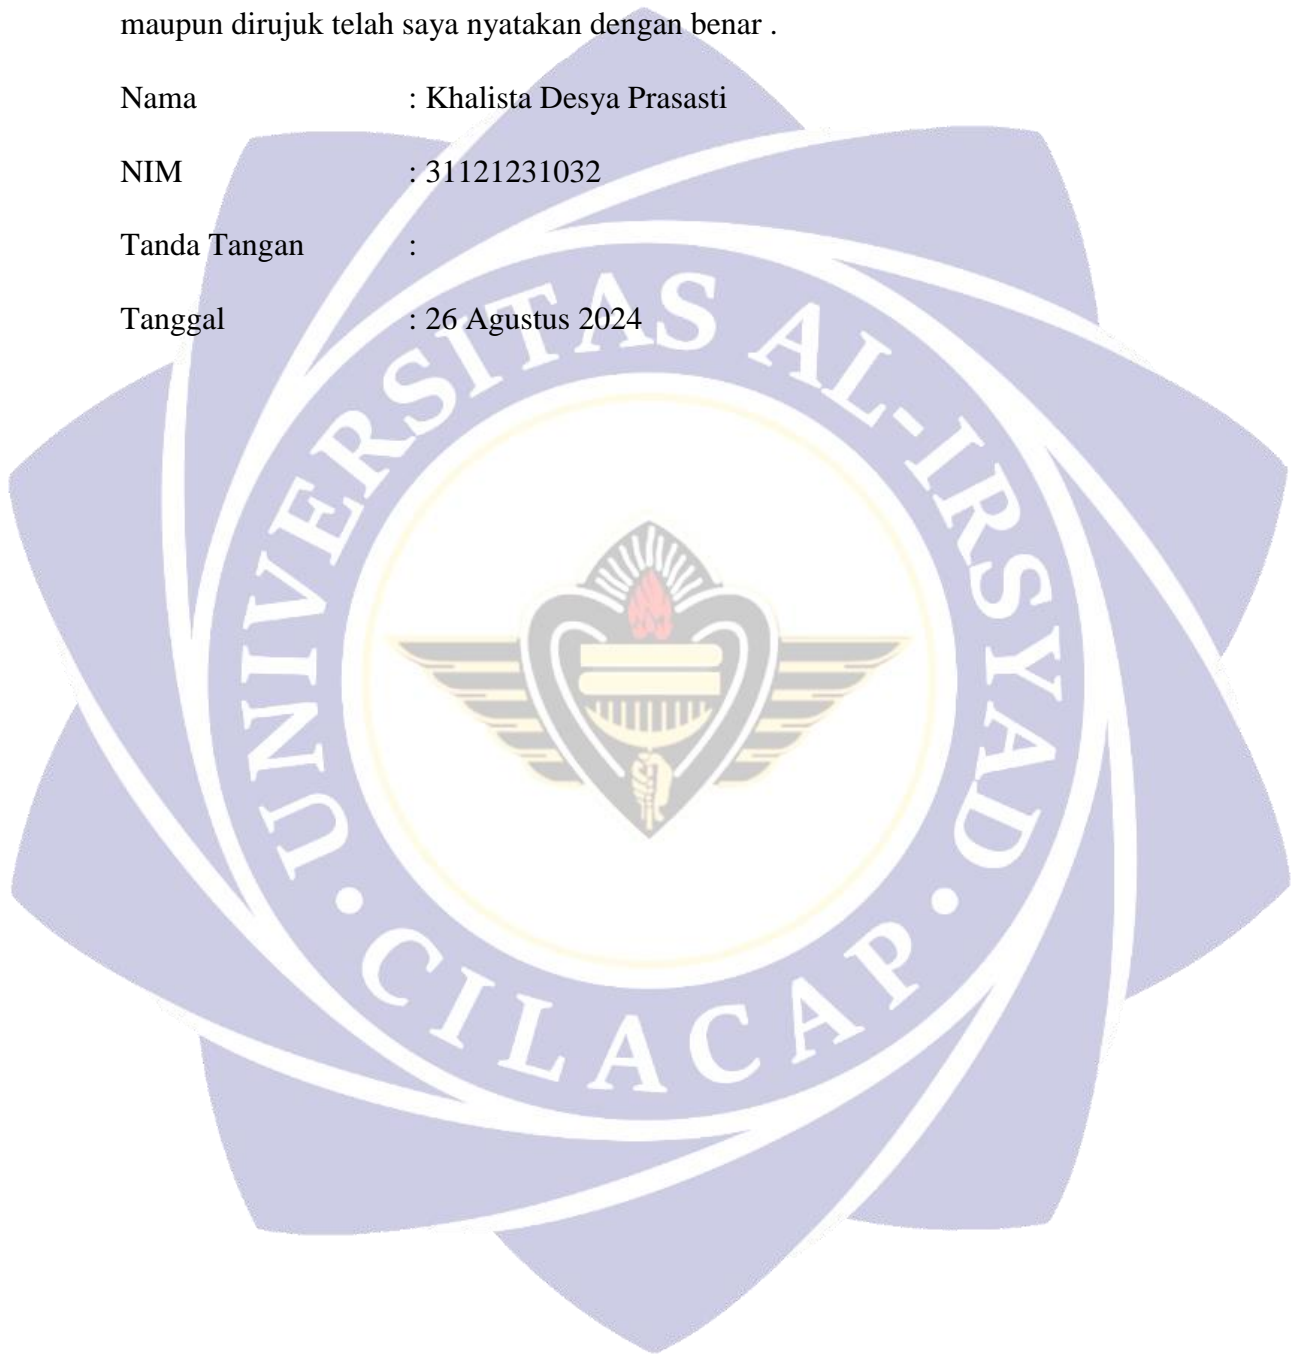 maupun dirujuk telah saya nyatakan dengan benar .
Nama : Khalista Desya Prasasti
NIM : 31121231032
Tanda Tangan :
Tanggal : 26 Agustus 2024
UNIVERSITAS AL-IRSYAD
• CILACAP •